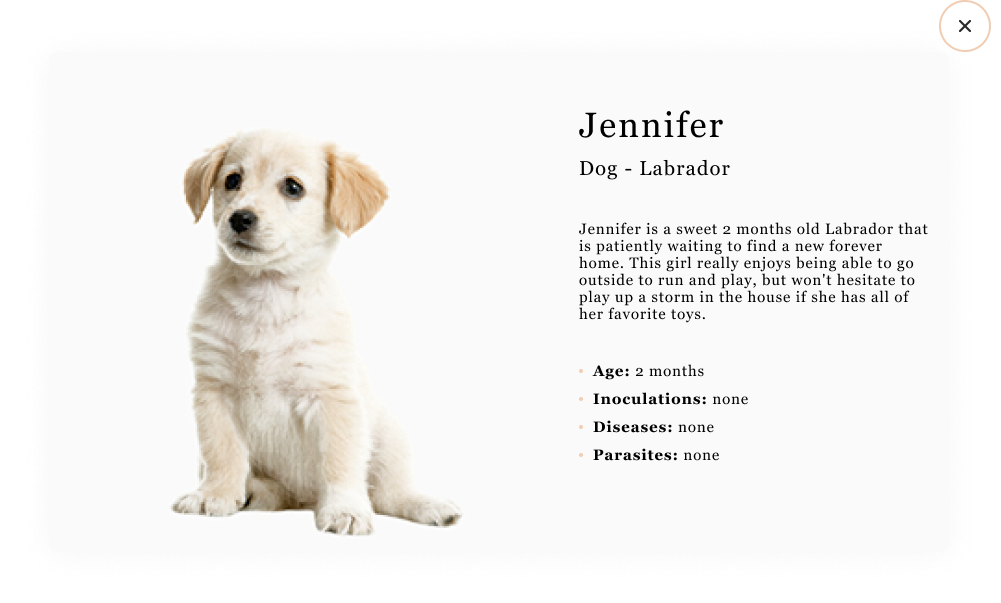 Jennifer
Dog - Labrador
Jennifer is a sweet 2 months old Labrador that
is patiently waiting to find a new forever
home. This girl really enjoys being able to go
outside to run and play, but won't hesitate to
play up a storm in the house if she has all of
her favorite toys.
• Age: 2 months
• Inoculations: none
• Diseases: none
• Parasites: none